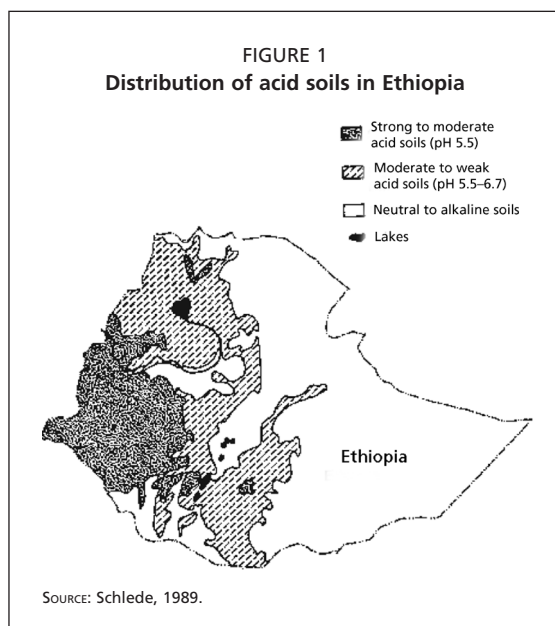 FIGURE 1
Distribution of acid soils in Ethiopia
Strong to moderate
acid soils (pH 5.5)
Moderate to weak
acid soils (pH 5.5–6.7)
Neutral to alkaline soils
Lakes
Ethiopia
SOURCE: Schlede, 1989.